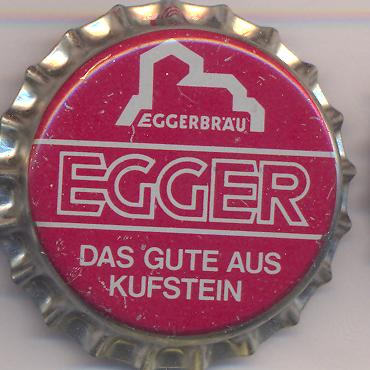 EGGERBRÄU
EGGER
DAS GUTE AUS
KUFSTEIN